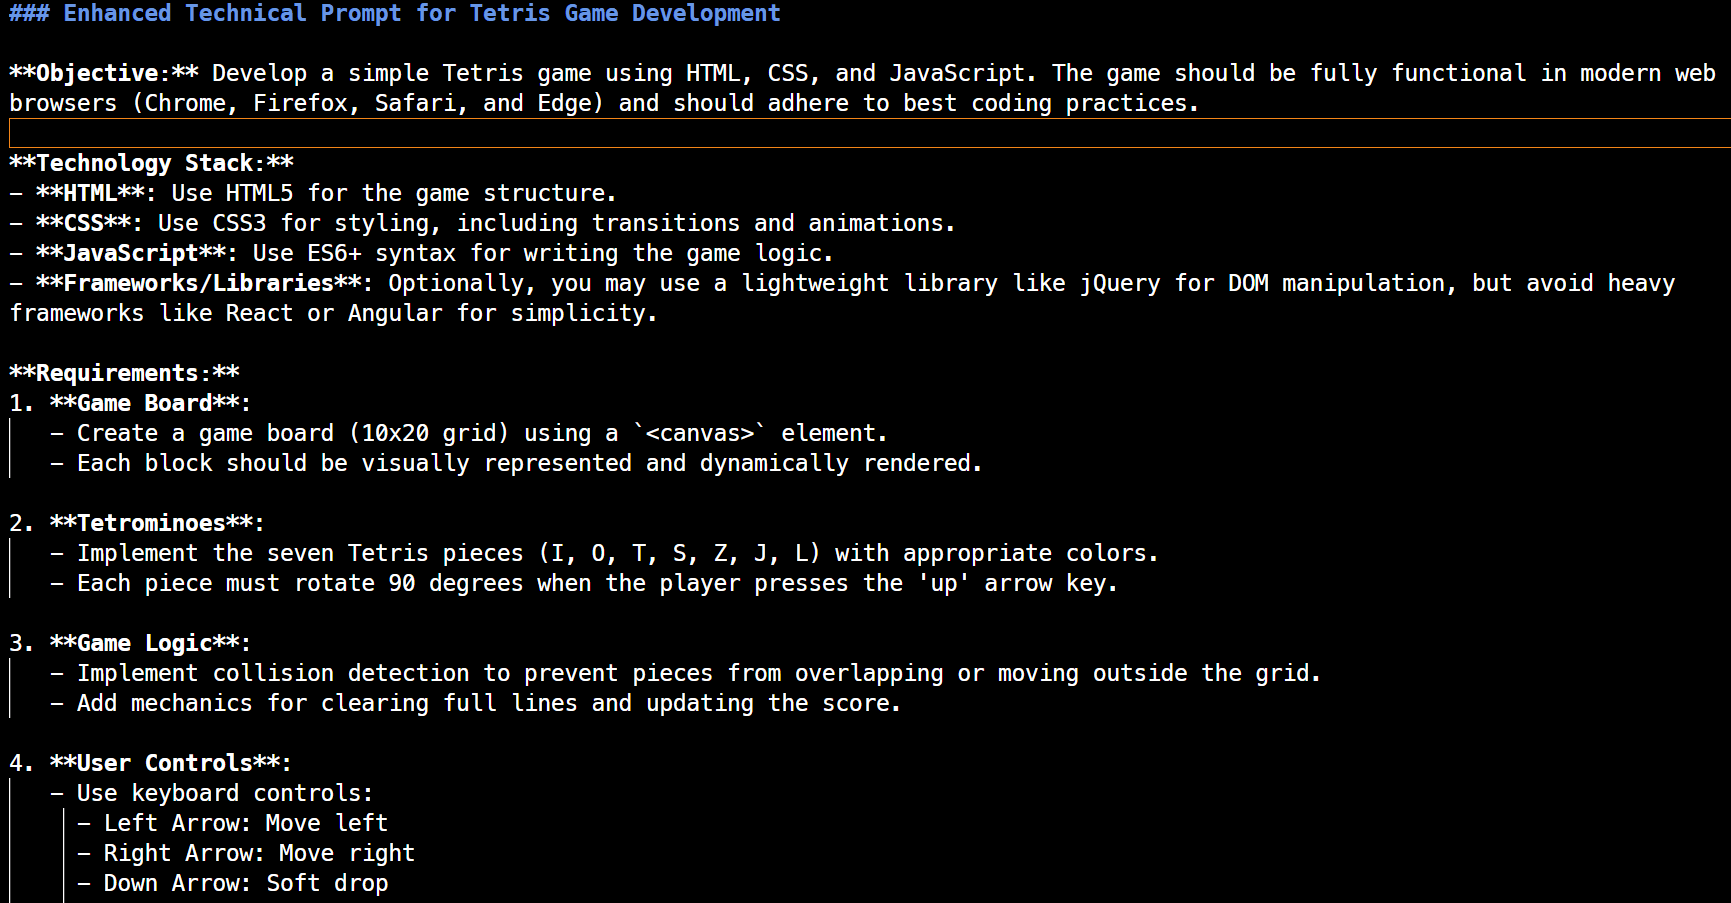 ### Enhanced Technical Prompt for Tetris Game Development
**Objective:** Develop a simple Tetris game using HTML, CSS, and JavaScript. The game should be fully functional in modern web
browsers (Chrome, Firefox, Safari, and Edge) and should adhere to best coding practices.
**Technology Stack:**
- **HTML**: Use HTML5 for the game structure.
- **CSS**: Use CSS3 for styling, including transitions and animations.
- **JavaScript**: Use ES6+ syntax for writing the game logic.
- **Frameworks/Libraries**: Optionally, you may use a lightweight library like jQuery for DOM manipulation, but avoid heavy
frameworks like React or Angular for simplicity.
**Requirements:**
1. **Game Board**:
- Create a game board (10x20 grid) using a `<canvas>` element.
- Each block should be visually represented and dynamically rendered.
2. **Tetrominoes**:
- Implement the seven Tetris pieces (I, O, T, S, Z, J, L) with appropriate colors.
- Each piece must rotate 90 degrees when the player presses the 'up' arrow key.
3. **Game Logic**:
- Implement collision detection to prevent pieces from overlapping or moving outside the grid.
- Add mechanics for clearing full lines and updating the score.
4. **User Controls**:
- Use keyboard controls:
- Left Arrow: Move left
- Right Arrow: Move right
- Down Arrow: Soft drop